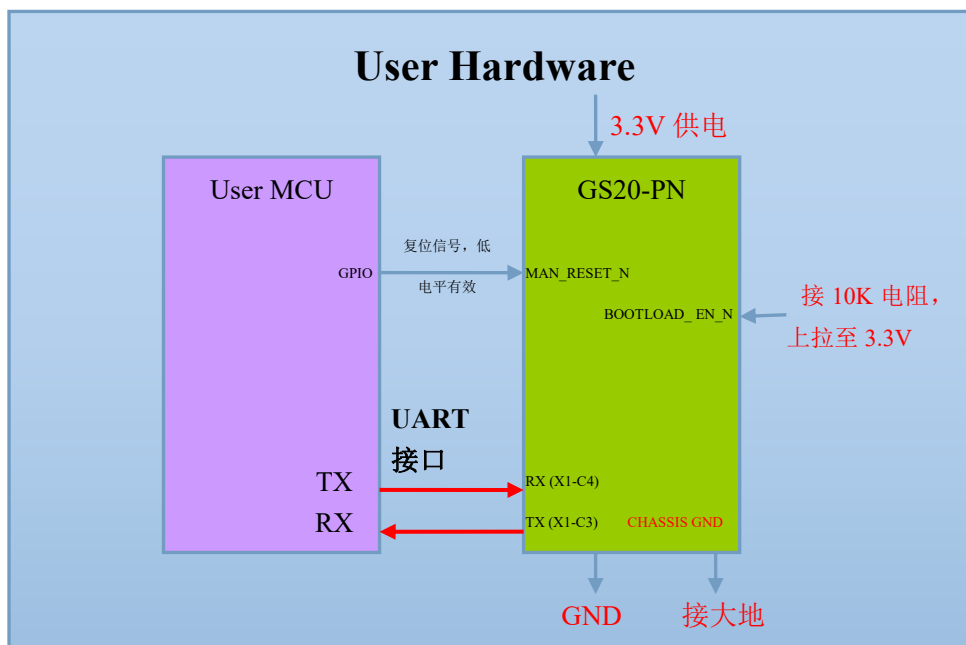 User Hardware
3.3V 供电
User MCU
GS20-PN
复位信号，低
电平有效
GPIO
MAN_RESET_N
BOOTLOAD_ EN_N
接 10K 电阻，
上拉至 3.3V
UART
接口
TX
RX (X1-C4)
RX
TX (X1-C3)
CHASSIS GND
GND
接大地